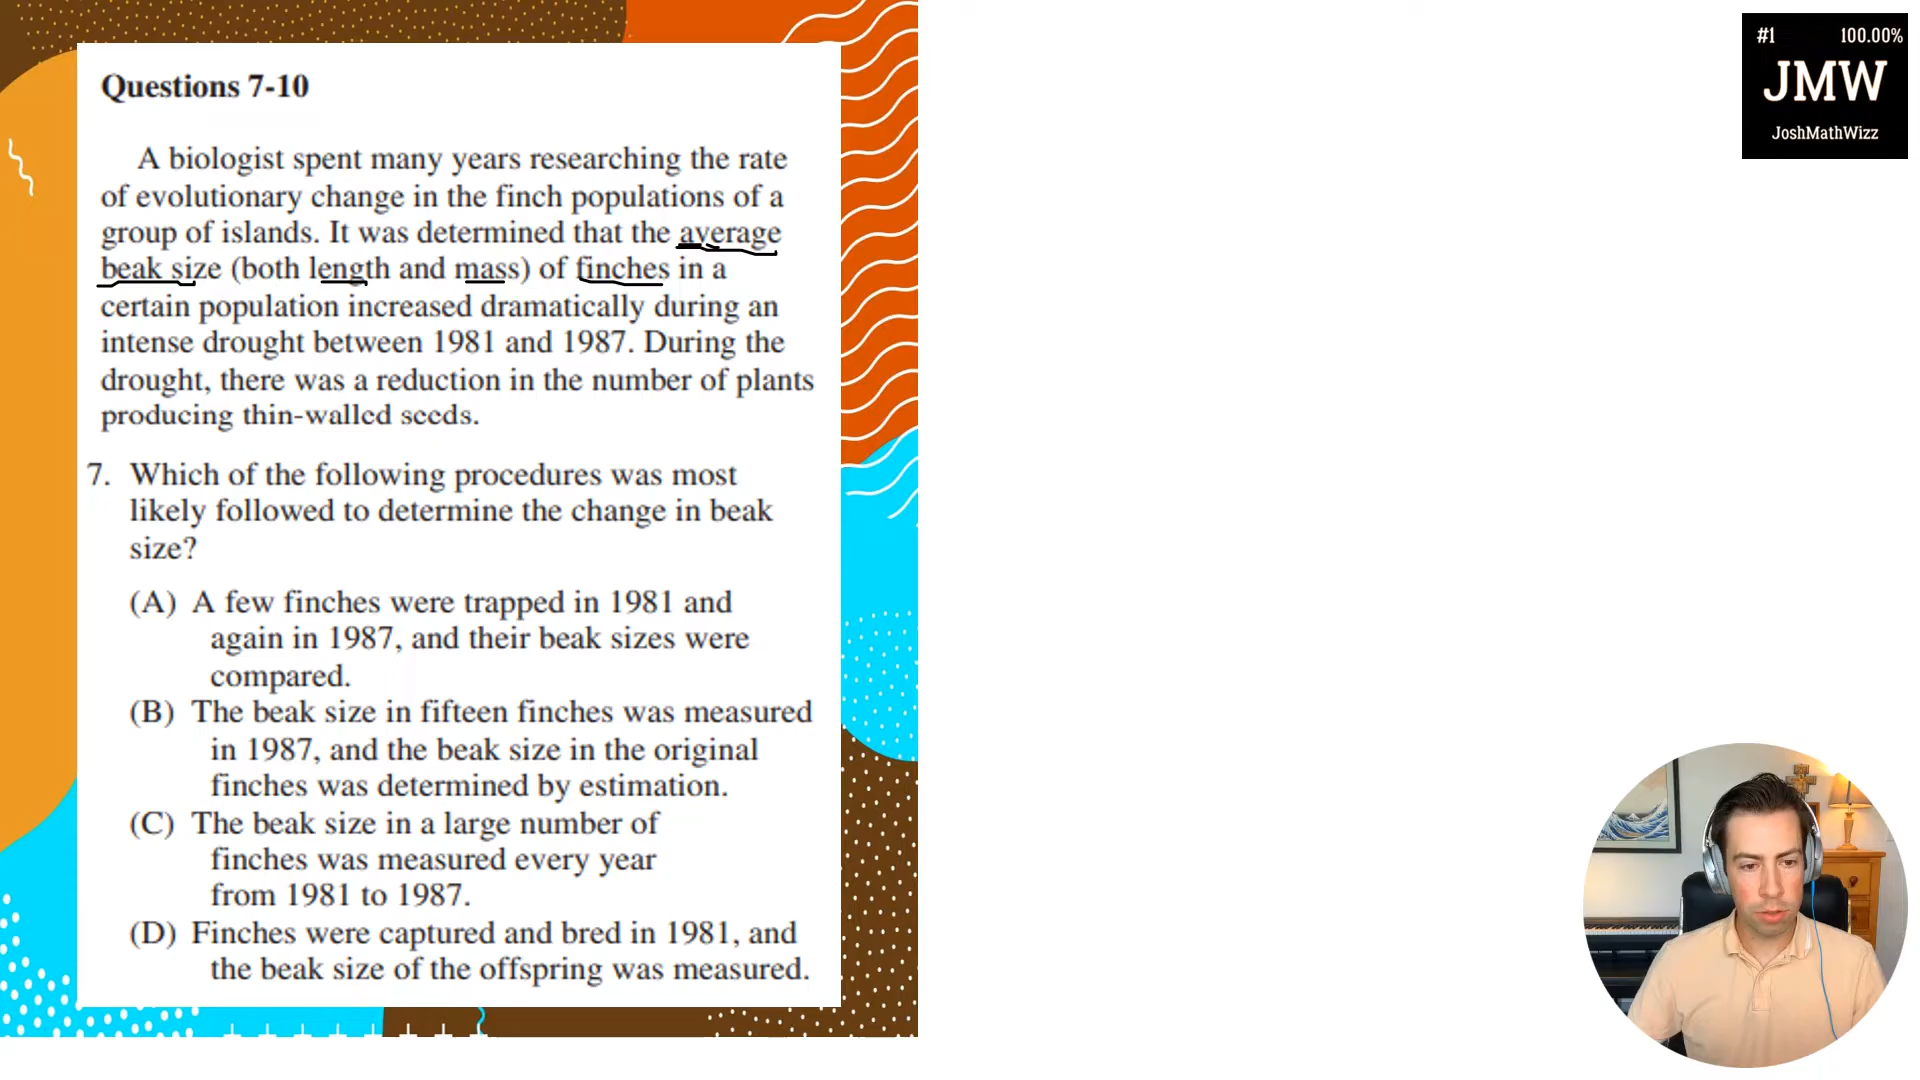 Questions 7-10
A biologist spent many years researching the rate
of evolutionary change in the finch populations of a
group of islands. It was determined that the average
beak size (both length and mass) of finches in a
certain population increased dramatically during an
intense drought between 1981 and 1987. During the
drought, there was a reduction in the number of plants
producing thin-walled seeds.
7. Which of the following procedures was most
likely followed to determine the change in beak
size?
(A) A few finches were trapped in 1981 and
again in 1987, and their beak sizes were
compared.
(B) The beak size in fifteen finches was measured
in 1987, and the beak size in the original
finches was determined by estimation.
(C) The beak size in a large number of
finches was measured every year
from 1981 to 1987.
(D) Finches were captured and bred in 1981, and
the beak size of the offspring was measured.
#1 100.00%
JMW
JoshMathWizz